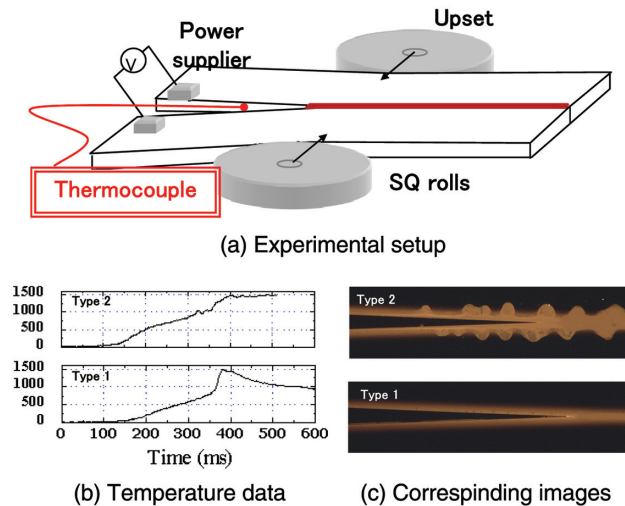 Power
supplier
V
Upset
Thermocouple
SQ rolls
(a) Experimental setup
Type 2
1500
1000
500
0
Type 1
1500
1000
500
0
0 100 200 300 400 500 600
Time (ms)
(b) Temperature data
Type 2
Type 1
(c) Correspinding images